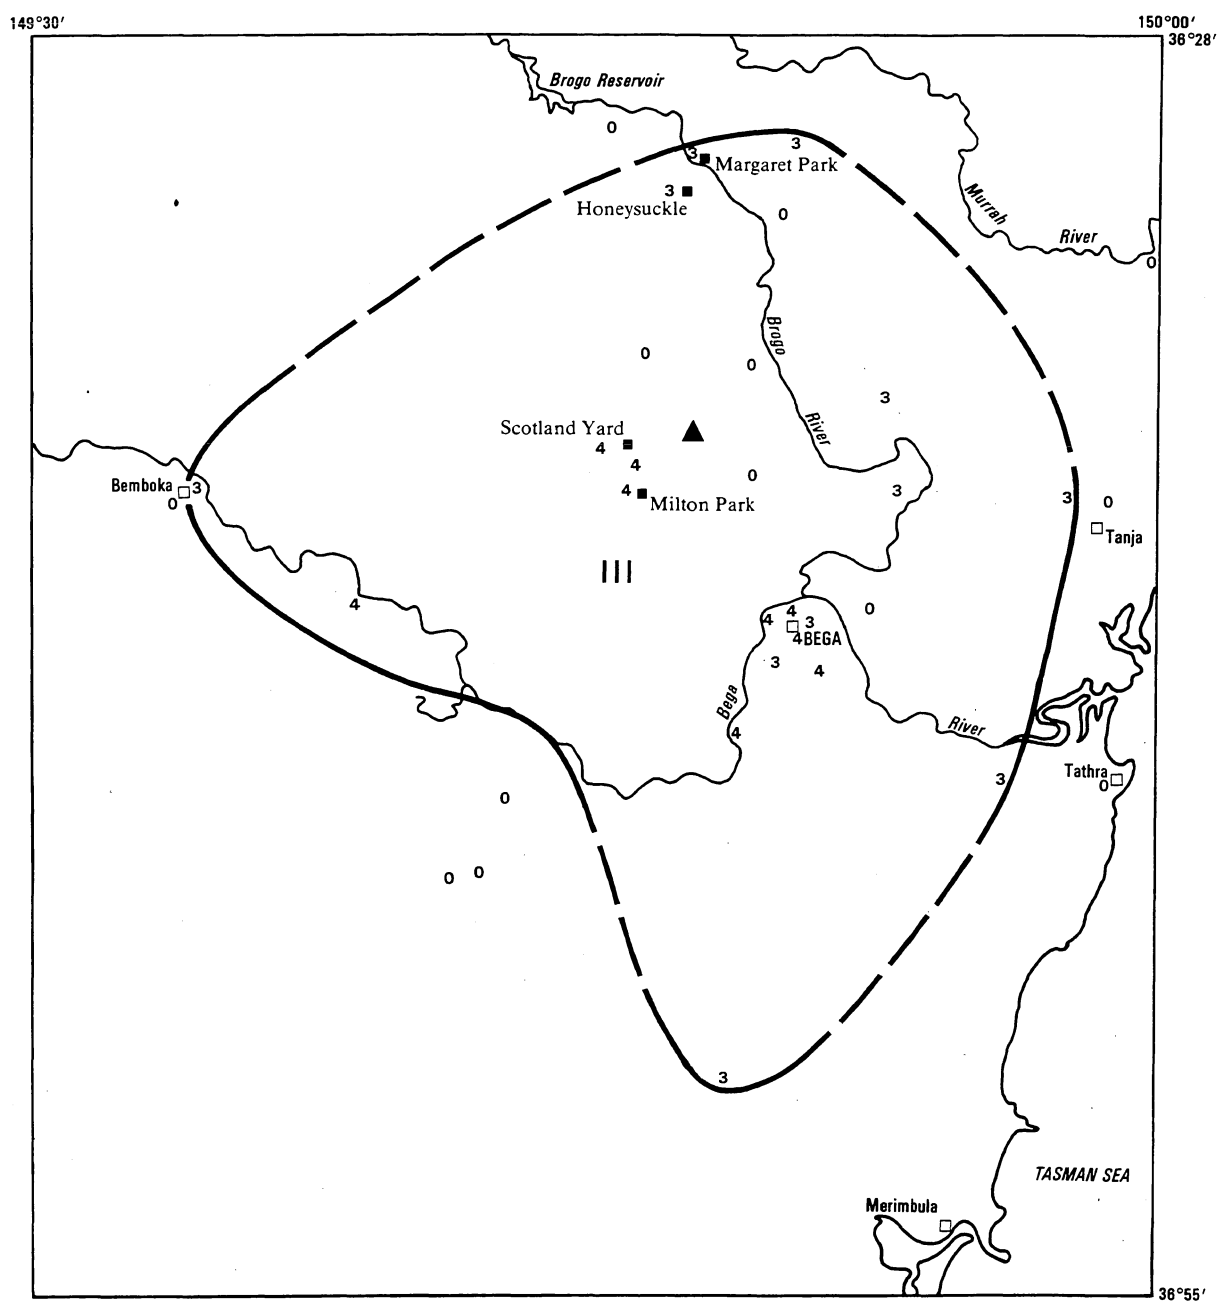 149°30′
150°00′
36°28′
Brogo Reservoir
0
3
3
Margaret Park
3
Honeysuckle
0
Murrah
River
0
Brogo
0
0
3
River
Scotland Yard
4
4
0
Bemboka
3
0
4
Milton Park
3
3
0
Tanja
III
4
4
4
3
0
4 BEGA
3
4
Bega
4
River
Tathra
0
3
0
0
0
3
TASMAN SEA
Merimbula
36°55′